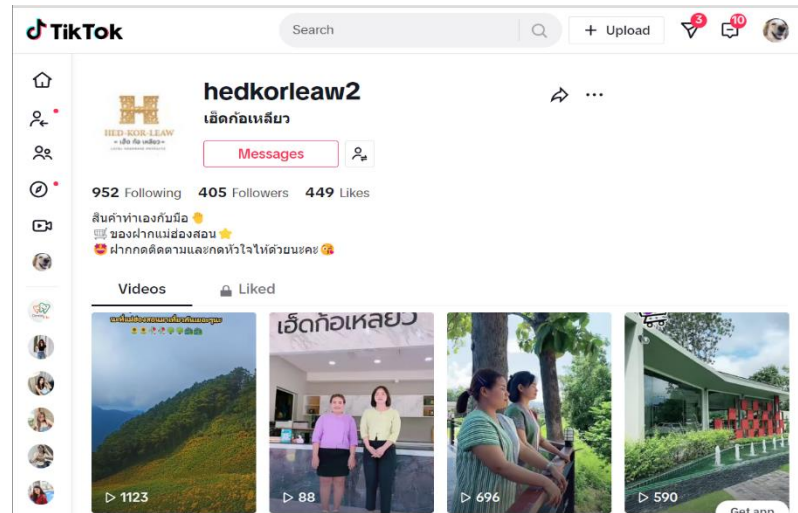 TikTok
Search
+ Upload
3
10
HED-KOR-LEAW
hedkorleaw2
เฮ็ดก้อเหลียว
Messages
952 Following 405 Followers 449 Likes
สินค้าทำเองกับมือ
ของฝากแม่ฮ่องสอน
ฝากกดติดตามและกดหัวใจให้ด้วยนะคะ
Videos
Liked
เฮ็ดก้อเหลียว
1123
88
696
590
Get app